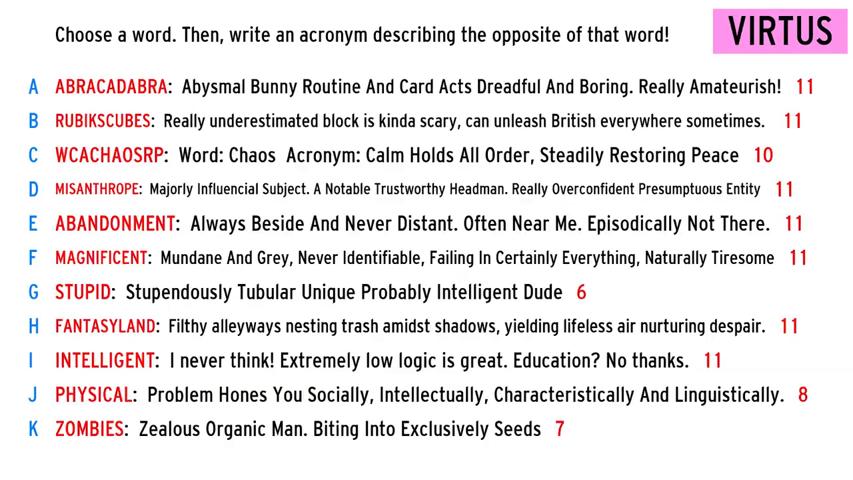 Choose a word. Then, write an acronym describing the opposite of that word!
VIRTUS
A ABRACADABRA: Abysmal Bunny Routine And Card Acts Dreadful And Boring. Really Amateurish! 11
B RUBIKSCUBES: Really underestimated block is kinda scary, can unleash British everywhere sometimes. 11
C WCACHAOSRP: Word: Chaos Acronym: Calm Holds All Order, Steadily Restoring Peace 10
D MISANTHROPE: Majorly Influencial Subject. A Notable Trustworthy Headman. Really Overconfident Presumptuous Entity 11
E ABANDONMENT: Always Beside And Never Distant. Often Near Me. Episodically Not There. 11
F MAGNIFICENT: Mundane And Grey, Never Identifiable, Failing In Certainly Everything, Naturally Tiresome 11
G STUPID: Stupendously Tubular Unique Probably Intelligent Dude 6
H FANTASYLAND: Filthy alleyways nesting trash amidst shadows, yielding lifeless air nurturing despair. 11
I INTELLIGENT: I never think! Extremely low logic is great. Education? No thanks. 11
J PHYSICAL: Problem Hones You Socially, Intellectually, Characteristically And Linguistically. 8
K ZOMBIES: Zealous Organic Man. Biting Into Exclusively Seeds 7